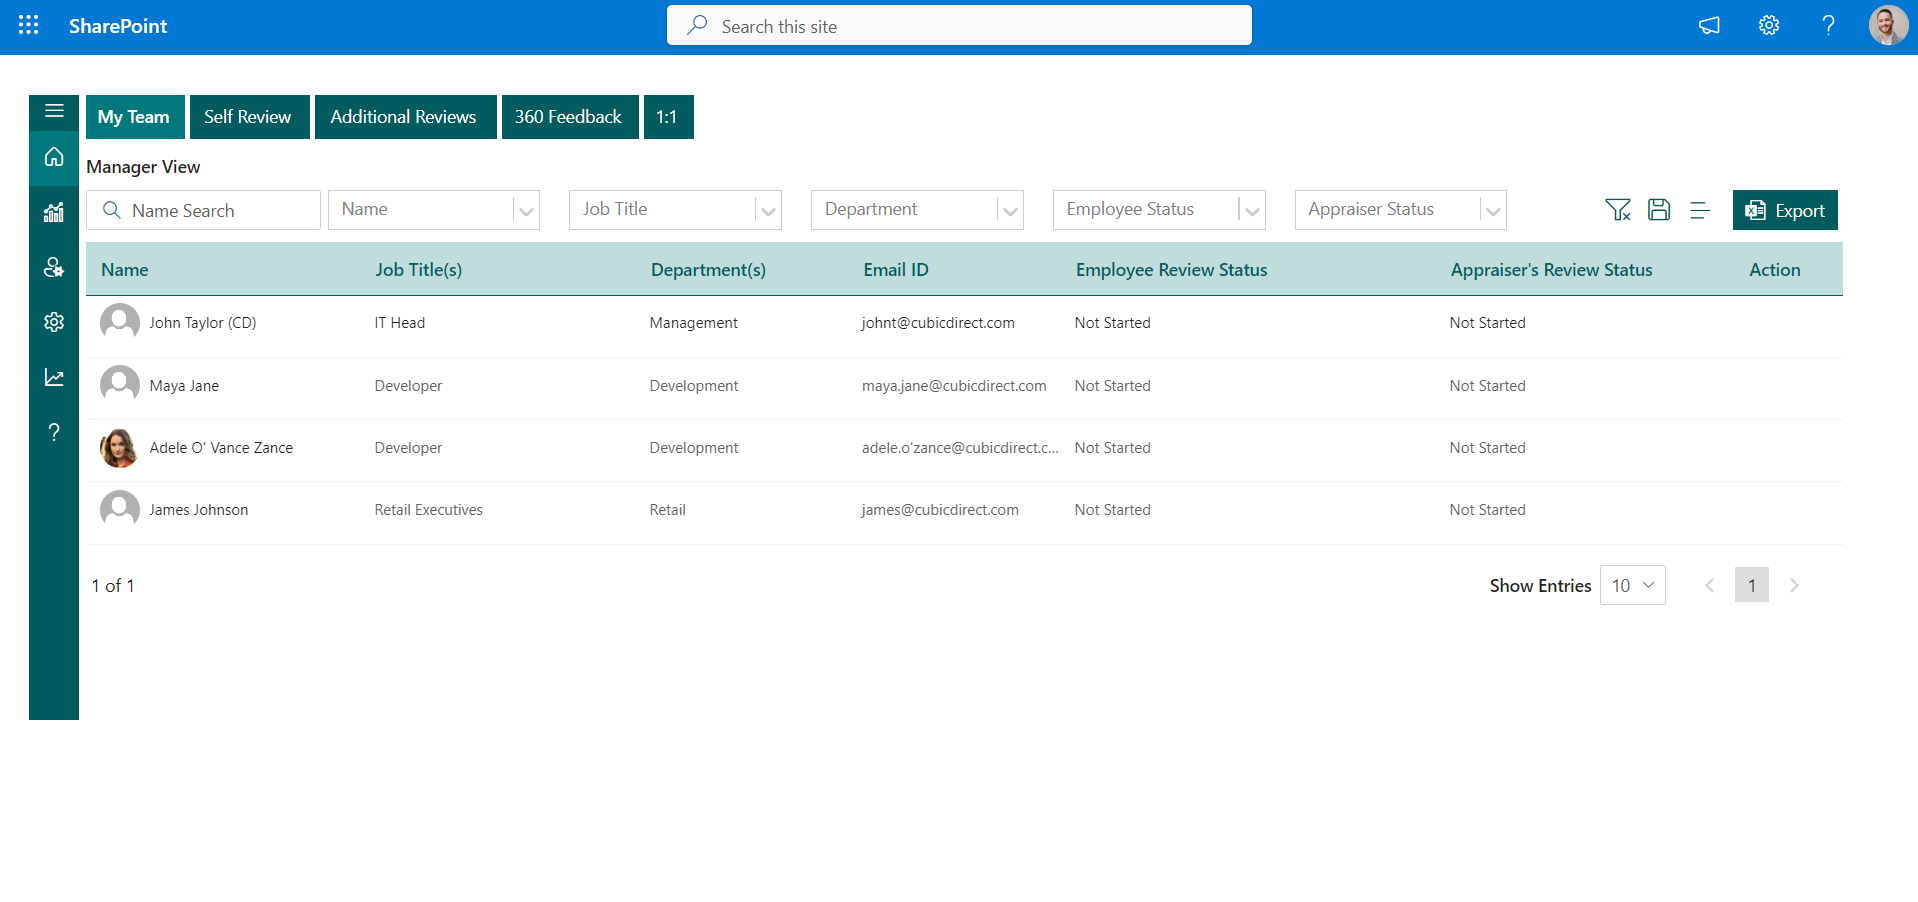 SharePoint
Search this site
My Team
Self Review
Additional Reviews
360 Feedback
1:1
Manager View
Name Search
Name
Job Title
Department
Employee Status
Appraiser Status
Export
Name Job Title(s) Department(s) Email ID Employee Review Status Appraiser's Review Status Action
John Taylor (CD) IT Head Management johnt@cubicdirect.com Not Started Not Started
Maya Jane Developer Development maya.jane@cubicdirect.com Not Started Not Started
Adele O' Vance Zance Developer Development adele.o'zance@cubicdirect.c... Not Started Not Started
James Johnson Retail Executives Retail james@cubicdirect.com Not Started Not Started
1 of 1
Show Entries 10
1